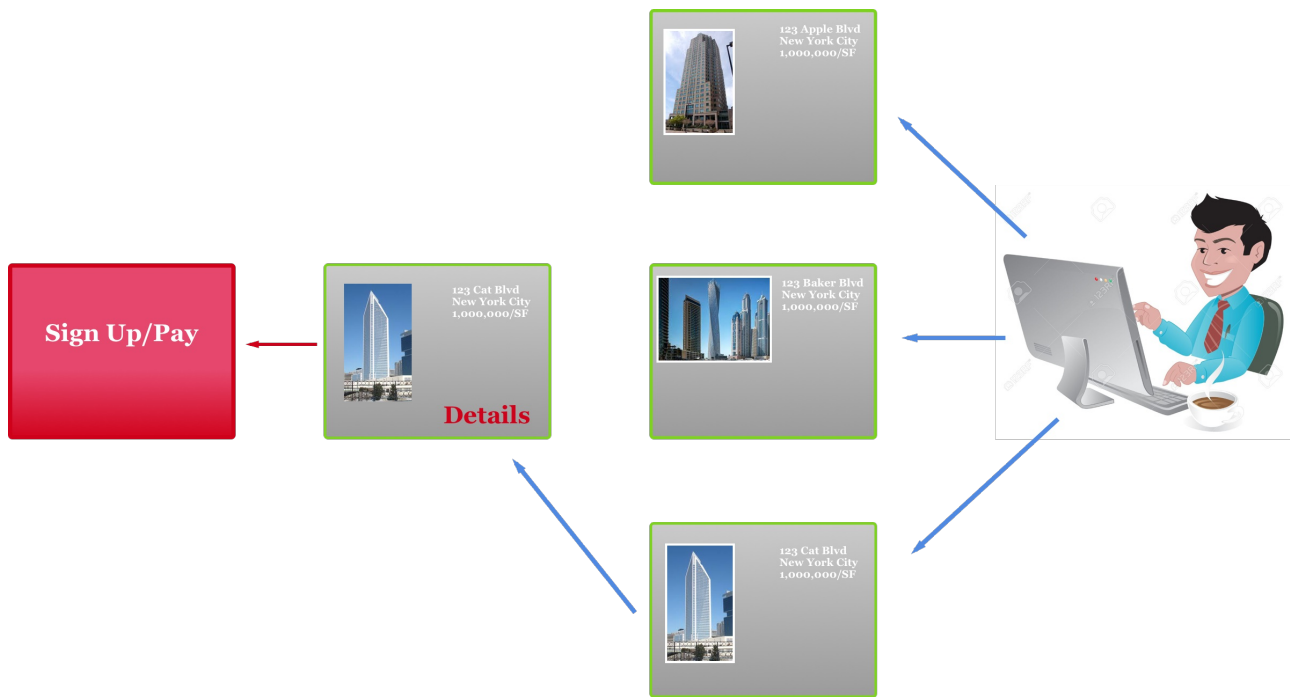 123 Apple Blvd
New York City
1,000,000/SF
Sign Up/Pay
123 Cat Blvd
New York City
1,000,000/SF
Details
123 Baker Blvd
New York City
1,000,000/SF
123 Cat Blvd
New York City
1,000,000/SF